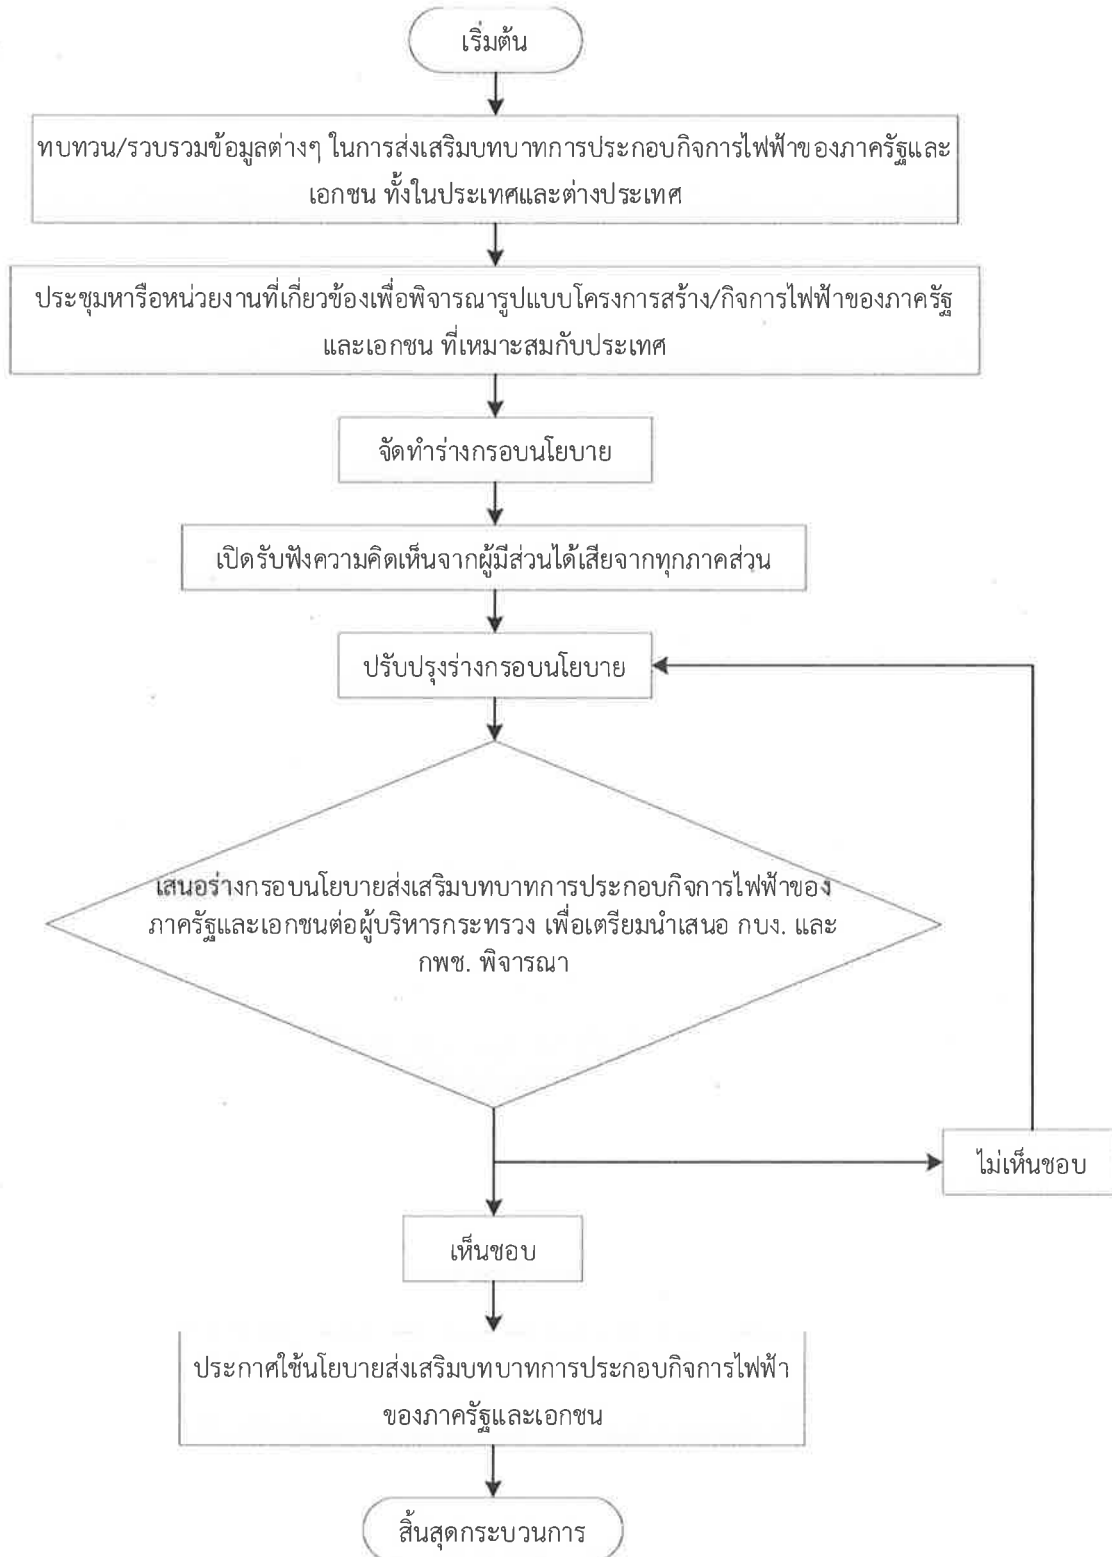 เริ่มต้น
ทบทวน/รวบรวมข้อมูลต่างๆ ในการส่งเสริมบทบาทการประกอบกิจการไฟฟ้าของภาครัฐและ
เอกชน ทั้งในประเทศและต่างประเทศ
ประชุมหารือหน่วยงานที่เกี่ยวข้องเพื่อพิจารณารูปแบบโครงการสร้าง/กิจการไฟฟ้าของภาครัฐ
และเอกชน ที่เหมาะสมกับประเทศ
จัดทำร่างกรอบนโยบาย
เปิดรับฟังความคิดเห็นจากผู้มีส่วนได้เสียจากทุกภาคส่วน
ปรับปรุงร่างกรอบนโยบาย
เสนอร่างกรอบนโยบายส่งเสริมบทบาทการประกอบกิจการไฟฟ้าของ
ภาครัฐและเอกชนต่อผู้บริหารกระทรวง เพื่อเตรียมนำเสนอ กบง. และ
กพช. พิจารณา
ไม่เห็นชอบ
เห็นชอบ
ประกาศใช้นโยบายส่งเสริมบทบาทการประกอบกิจการไฟฟ้า
ของภาครัฐและเอกชน
สิ้นสุดกระบวนการ